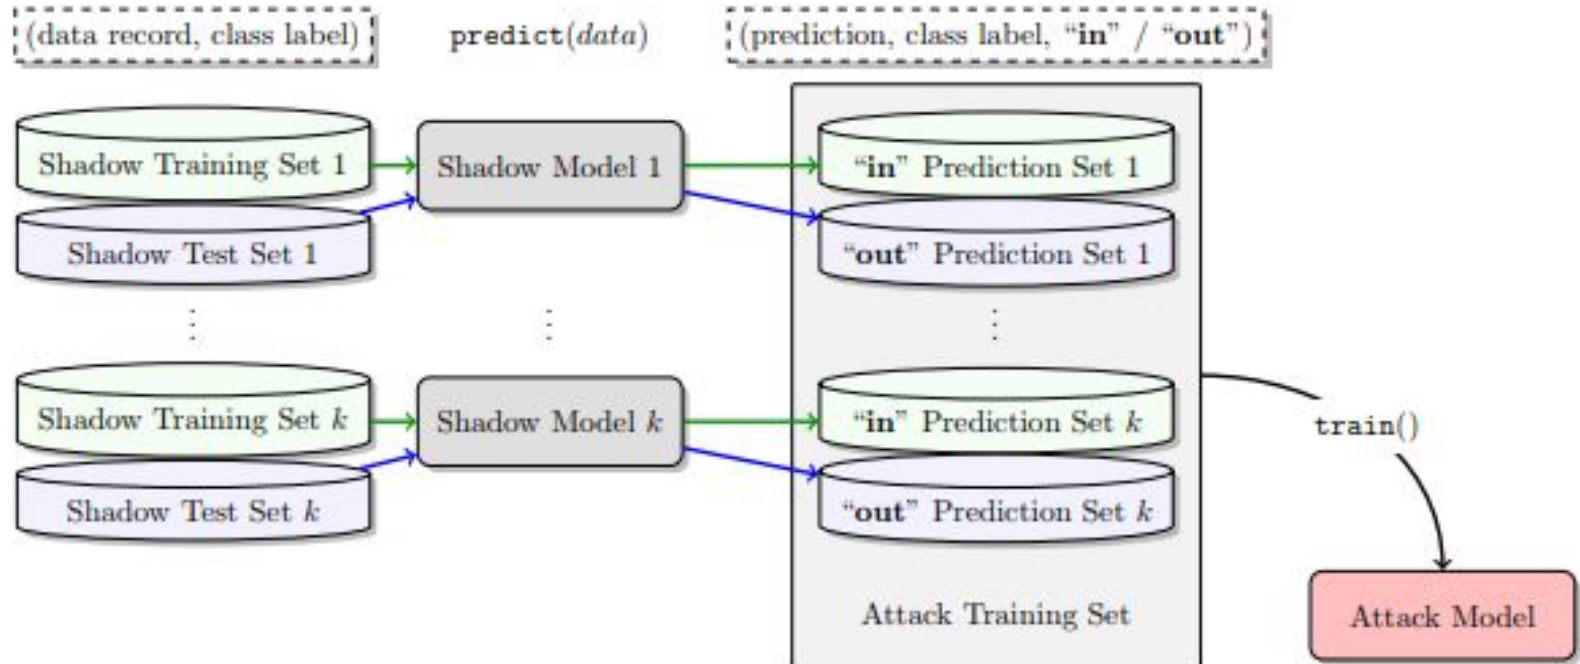 (data record, class label)
predict(data)
(prediction, class label, “in” / “out”)
Shadow Training Set 1
Shadow Model 1
“in” Prediction Set 1
Shadow Test Set 1
“out” Prediction Set 1
Shadow Training Set k
Shadow Model k
“in” Prediction Set k
train()
Shadow Test Set k
“out” Prediction Set k
Attack Training Set
Attack Model